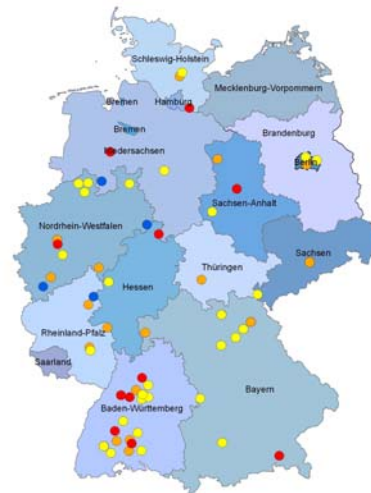 Schleswig-Holstein
Mecklenburg-Vorpommern
Bremen
Hamburg
Brandenburg
Bremen
Berlin
Niedersachsen
Sachsen-Anhalt
Nordrhein-Westfalen
Sachsen
Thüringen
Hessen
Rheinland-Pfalz
Saarland
Bayern
Baden-Württemberg